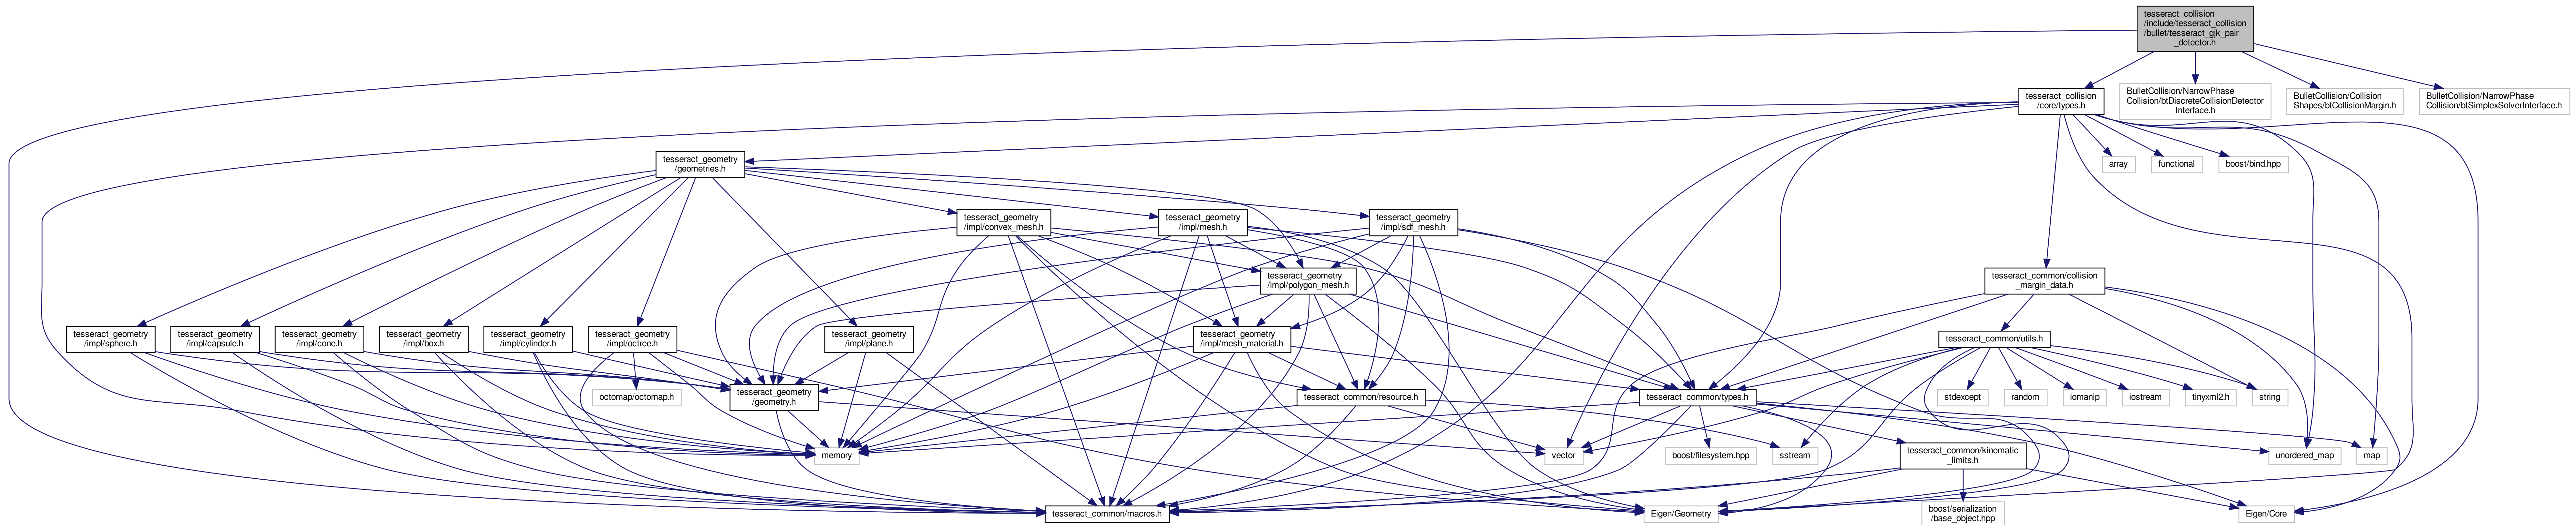 tesseract_collision
/include/tesseract_collision
/bullet/tesseract_gjk_pair
_detector.h
tesseract_collision
/core/types.h
BulletCollision/NarrowPhase
Collision/btDiscreteCollisionDetector
Interface.h
BulletCollision/Collision
Shapes/btCollisionMargin.h
BulletCollision/NarrowPhase
Collision/btSimplexSolverInterface.h
tesseract_geometry
/geometries.h
array
functional
boost/bind.hpp
tesseract_geometry
/impl/convex_mesh.h
tesseract_geometry
/impl/mesh.h
tesseract_geometry
/impl/sdf_mesh.h
tesseract_geometry
/impl/polygon_mesh.h
tesseract_common/collision
_margin_data.h
tesseract_geometry
/impl/sphere.h
tesseract_geometry
/impl/capsule.h
tesseract_geometry
/impl/cone.h
tesseract_geometry
/impl/box.h
tesseract_geometry
/impl/cylinder.h
tesseract_geometry
/impl/octree.h
tesseract_geometry
/impl/plane.h
tesseract_geometry
/impl/mesh_material.h
tesseract_common/utils.h
octomap/octomap.h
tesseract_geometry
/geometry.h
tesseract_common/resource.h
tesseract_common/types.h
stdexcept
random
iomanip
iostream
tinyxml2.h
string
memory
vector
boost/filesystem.hpp
sstream
tesseract_common/kinematic
_limits.h
unordered_map
map
tesseract_common/macros.h
Eigen/Geometry
boost/serialization
/base_object.hpp
Eigen/Core